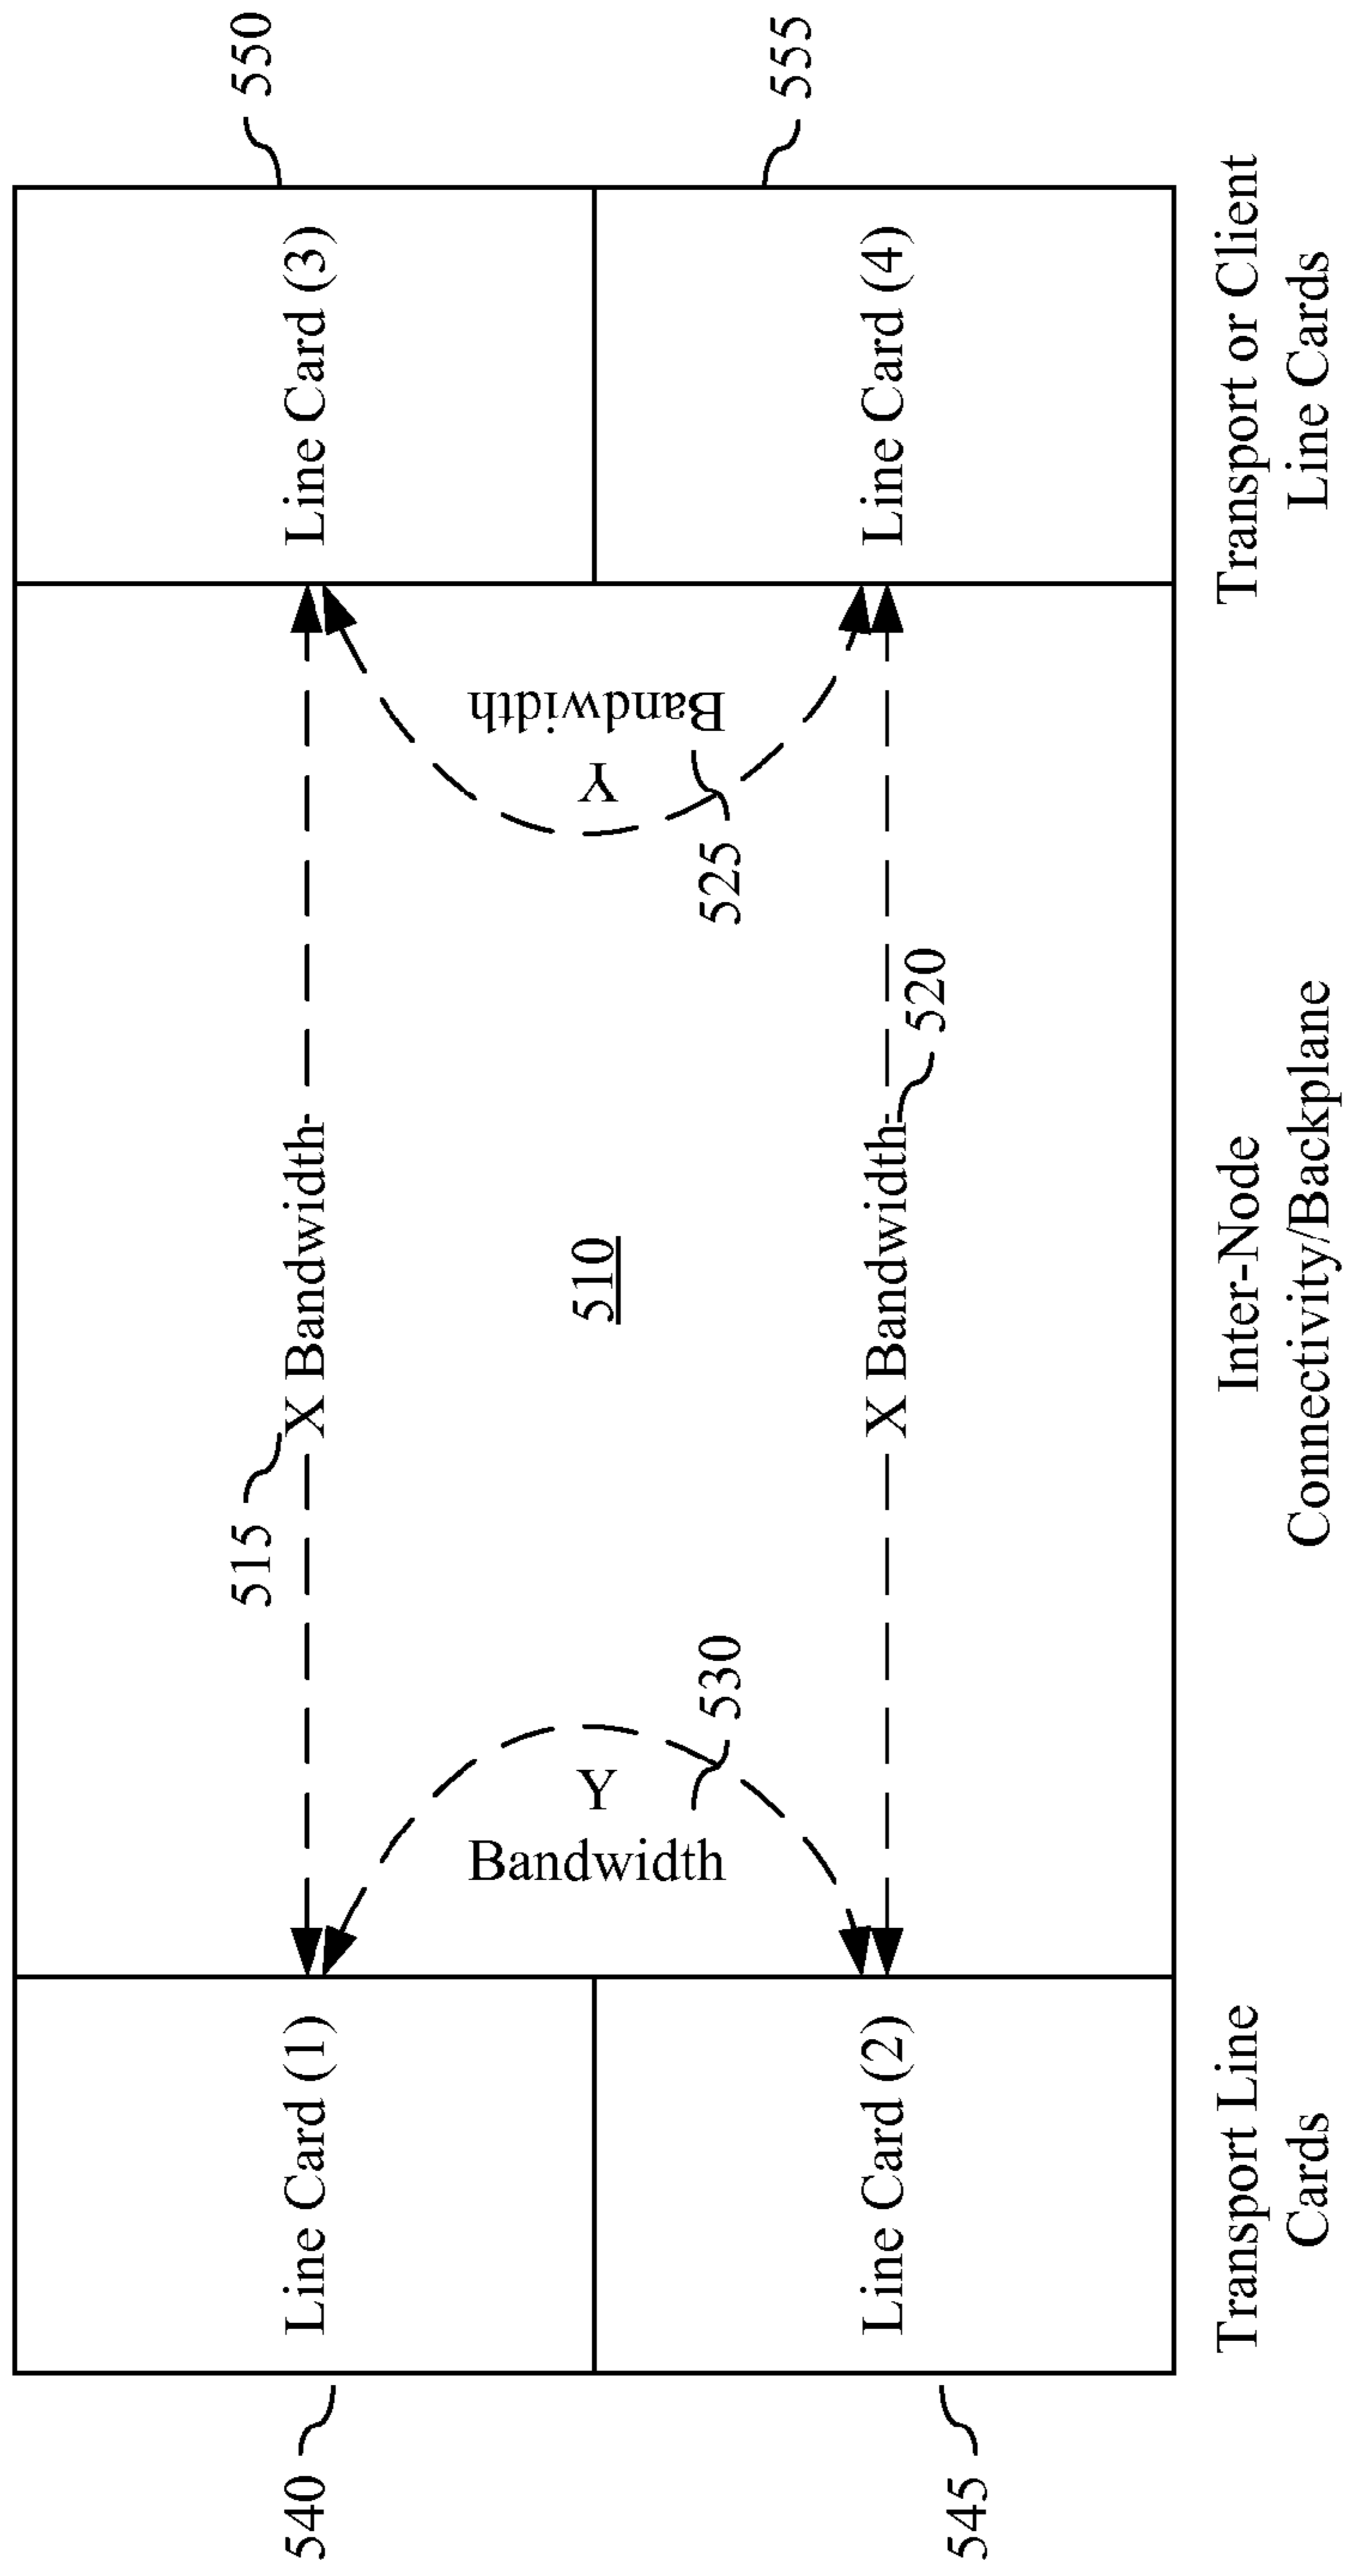 540
Line Card (1)
515
X Bandwidth
Line Card (3)
550
Y
Bandwidth
530
510
Y
Bandwidth
525
545
Line Card (2)
X Bandwidth
520
Line Card (4)
555
Transport Line
Cards
Inter-Node
Connectivity/Backplane
Transport or Client
Line Cards